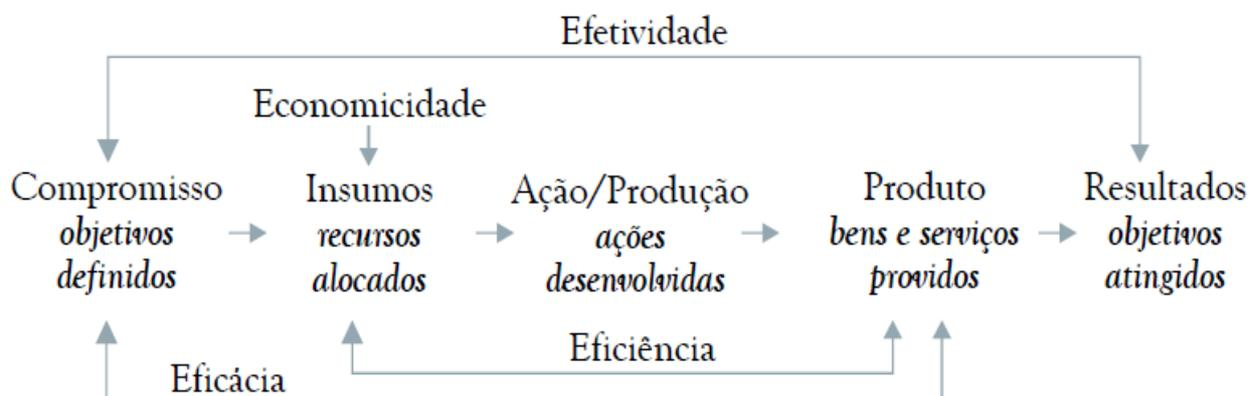 Efetividade
Economicidade
Compromisso
objetivos
definidos
Insumos
recursos
alocados
Ação/Produção
ações
desenvolvidas
Produto
bens e serviços
providos
Resultados
objetivos
atingidos
Eficiência
Eficácia